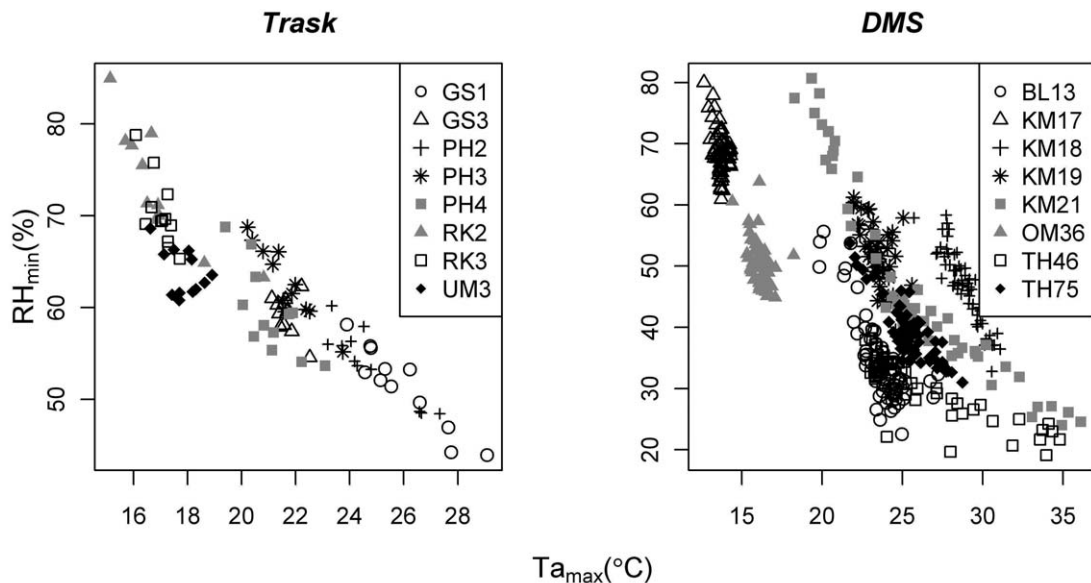 Trask
DMS
RHmin(%)
80
70
60
50
16
18
20
22
24
26
28
GS1
GS3
PH2
PH3
PH4
RK2
RK3
UM3
80
70
60
50
40
30
20
15
20
25
30
35
BL13
KM17
KM18
KM19
KM21
OM36
TH46
TH75
Tamax(°C)